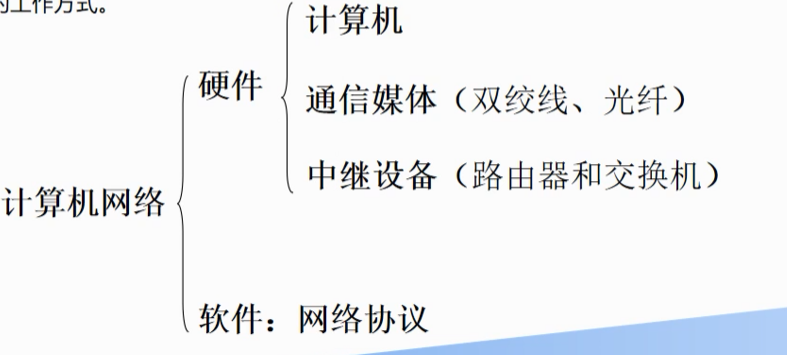 的工作方式。
计算机
硬件
通信媒体（双绞线、光纤）
中继设备（路由器和交换机）
计算机网络
软件：网络协议